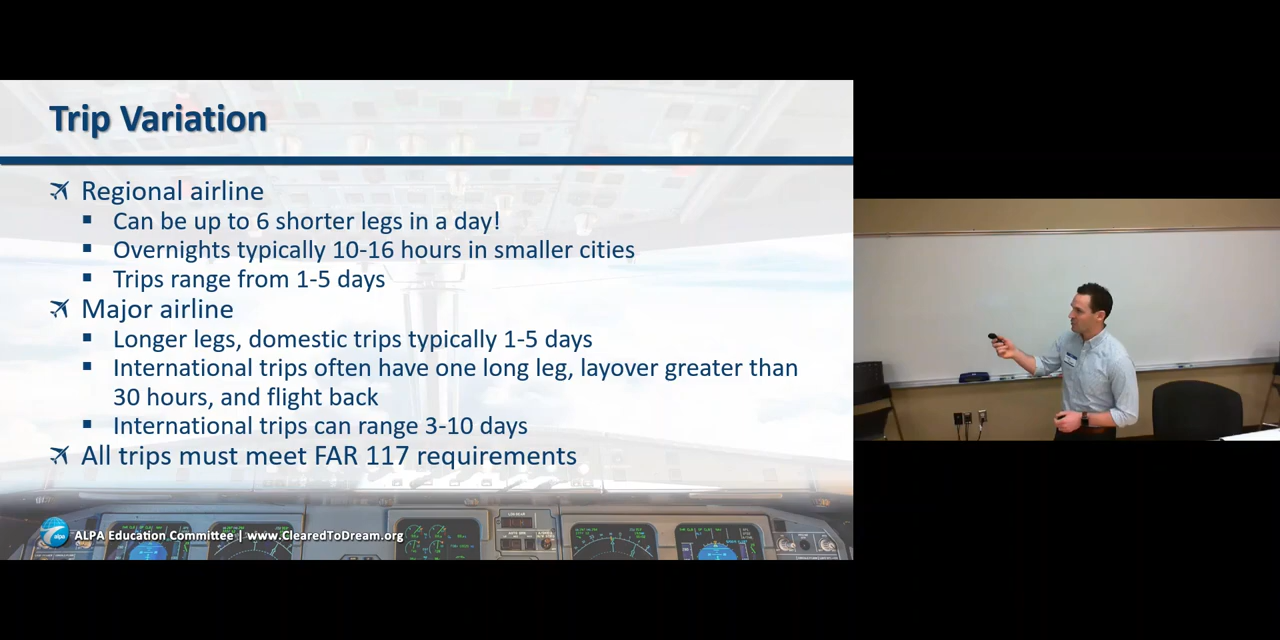 Trip Variation
Regional airline
Can be up to 6 shorter legs in a day!
Overnights typically 10-16 hours in smaller cities
Trips range from 1-5 days
Major airline
Longer legs, domestic trips typically 1-5 days
International trips often have one long leg, layover greater than
30 hours, and flight back
International trips can range 3-10 days
All trips must meet FAR 117 requirements
alpa
ALPA Education Committee | www.ClearedToDream.org